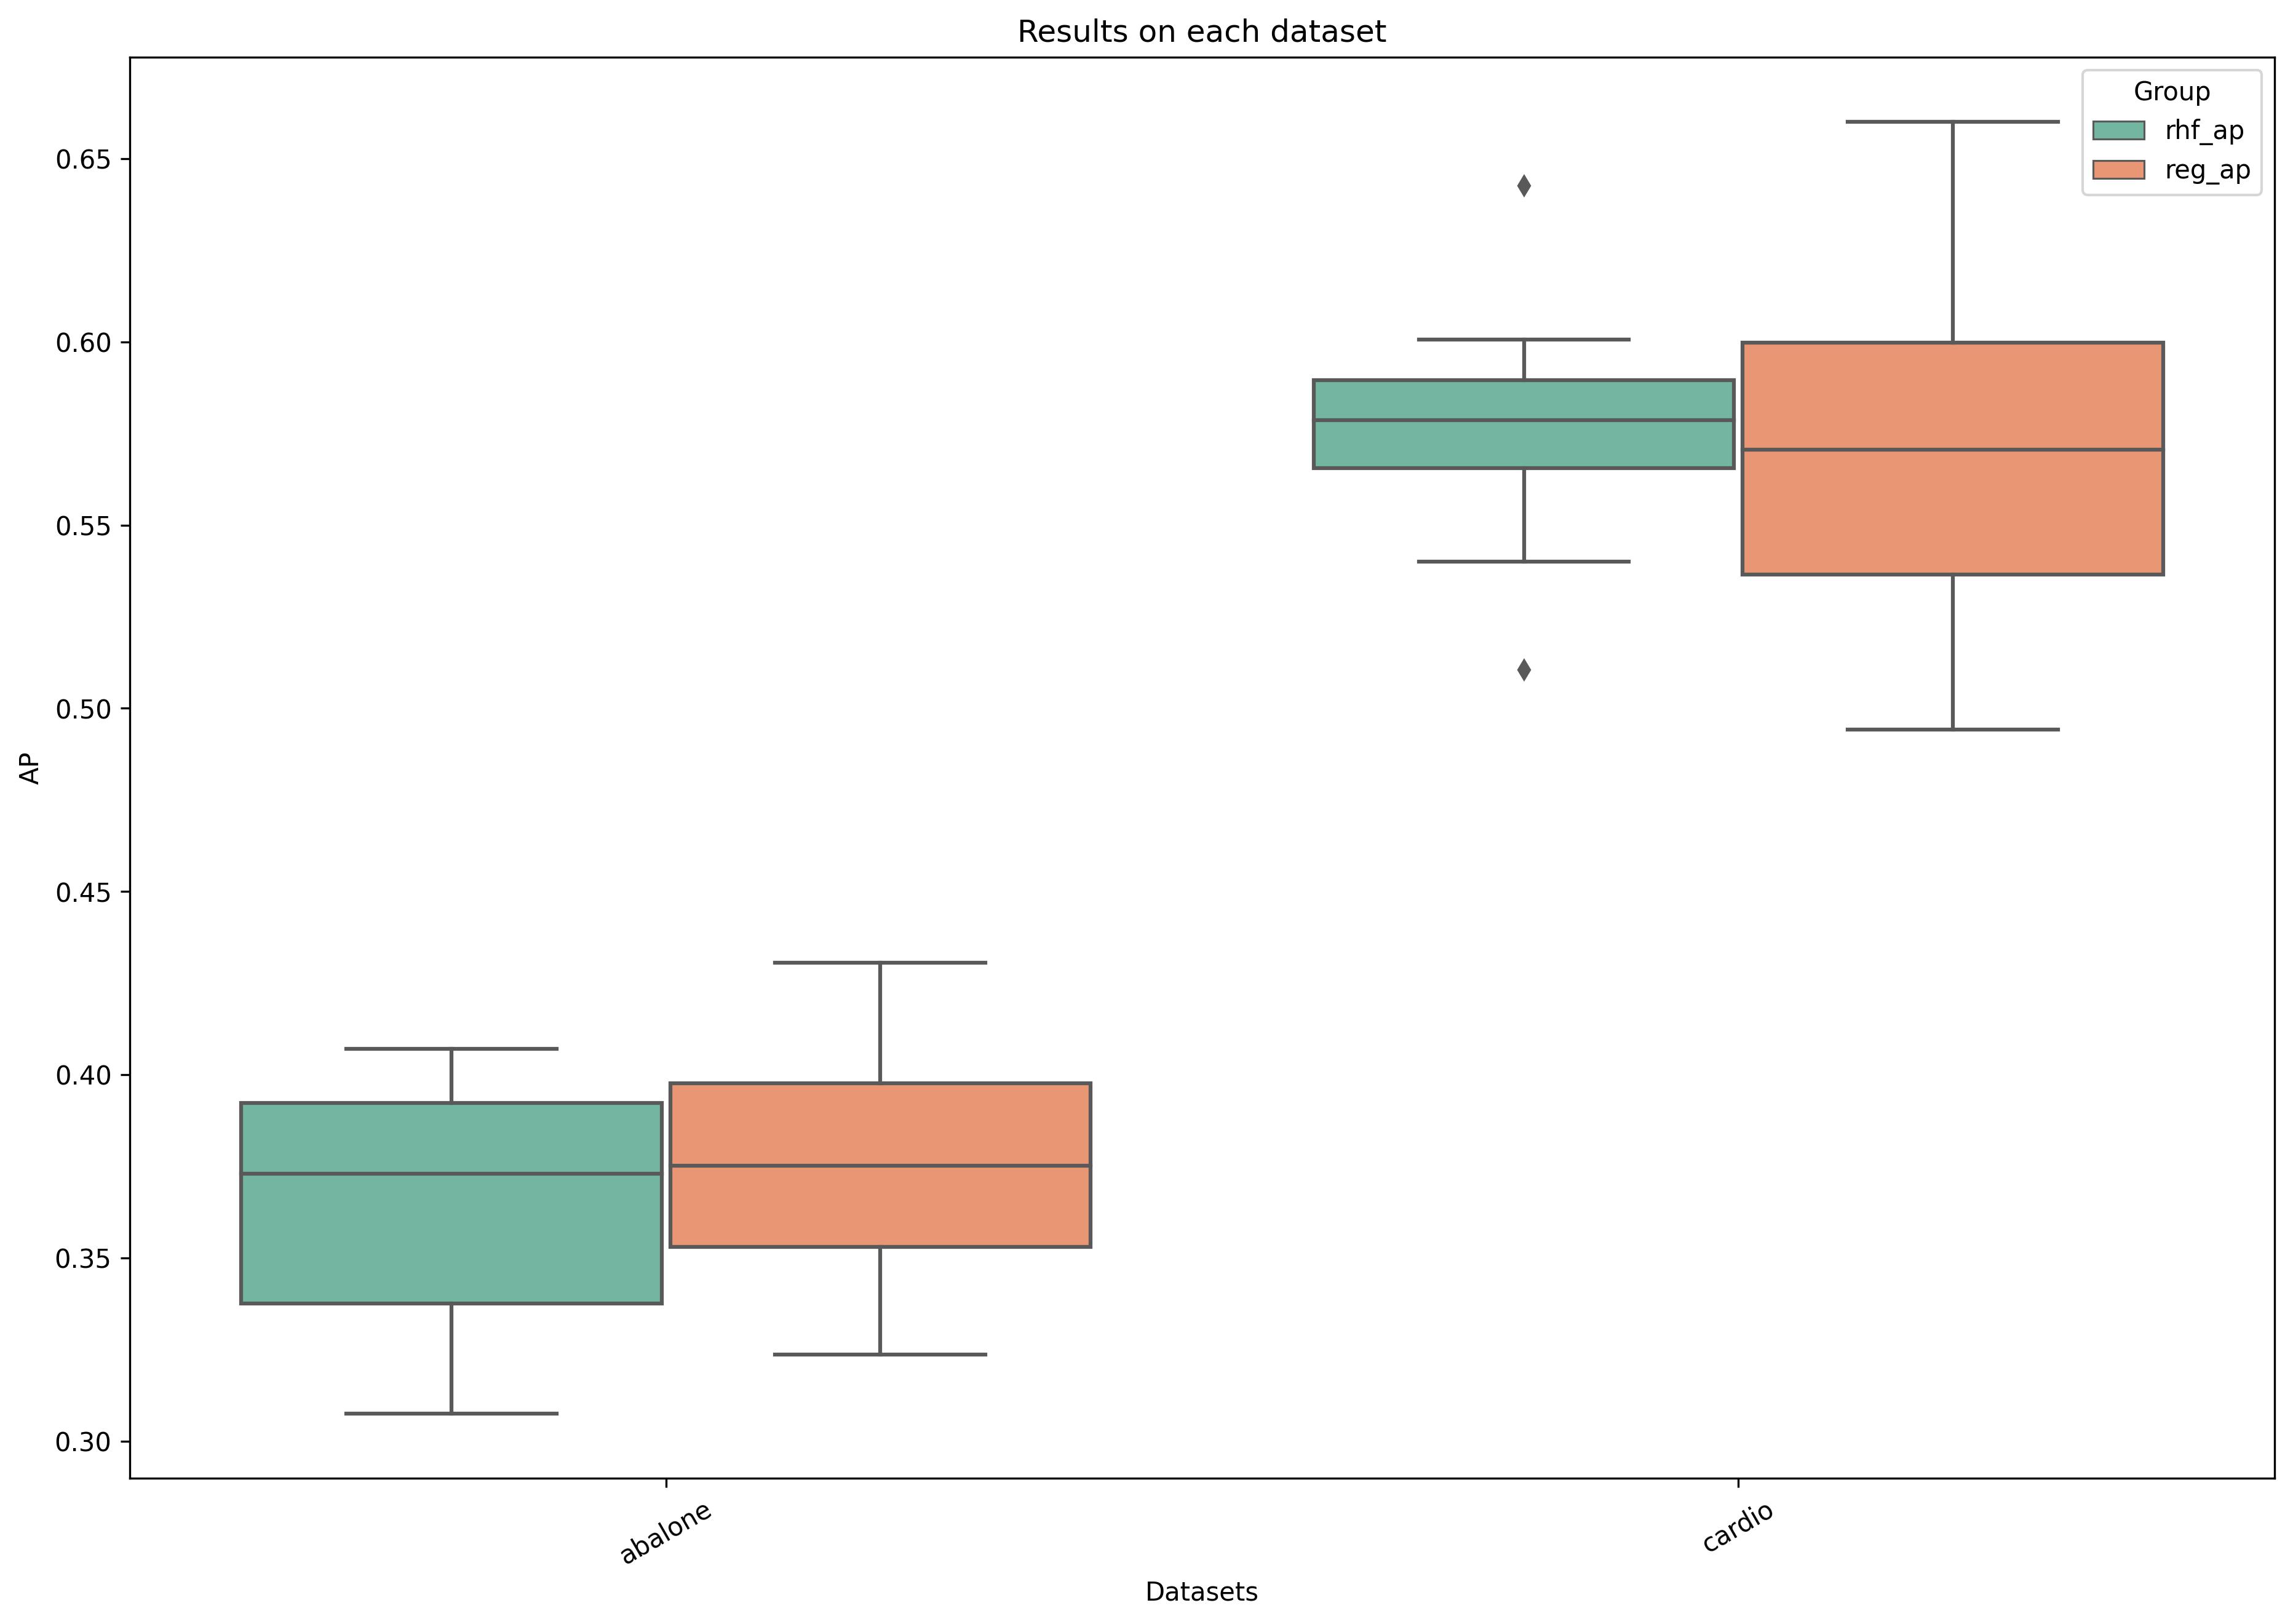 Results on each dataset
Group
rhf_ap
reg_ap
0.65
0.60
0.55
0.50
0.45
0.40
0.35
0.30
AP
abalone
cardio
Datasets